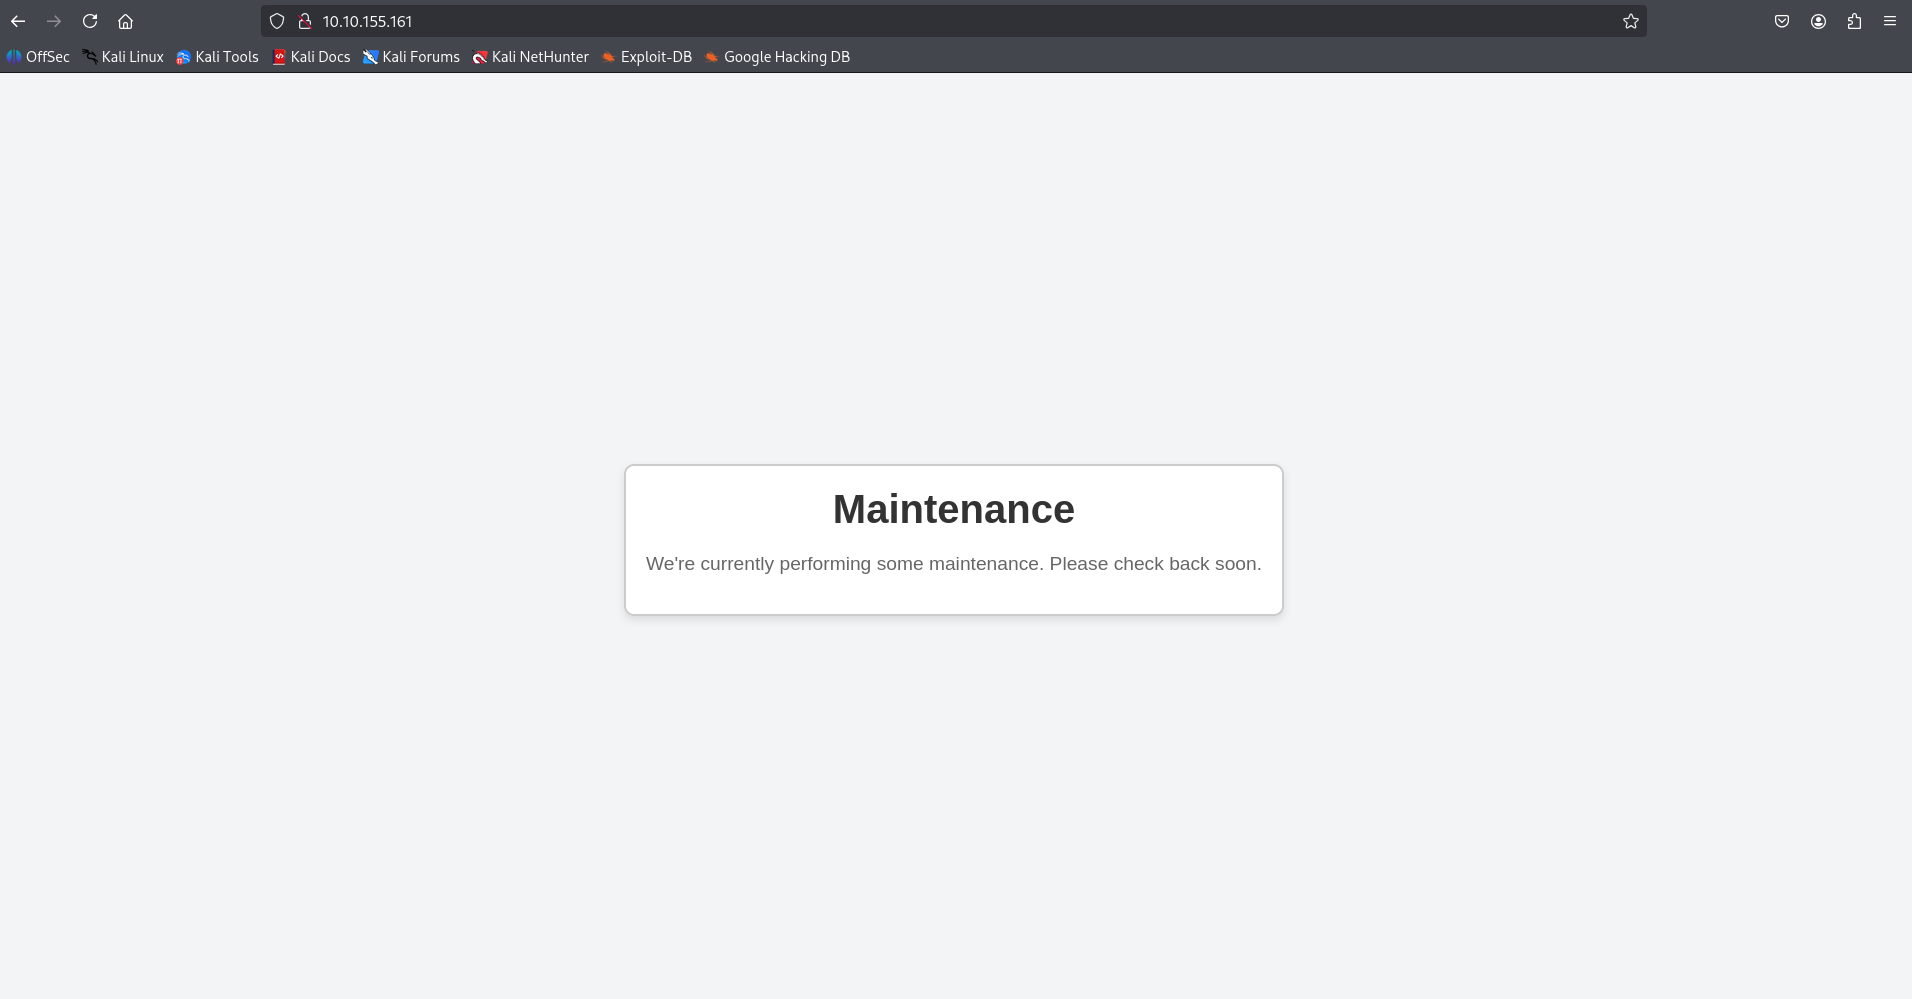 10.10.155.161
OffSec Kali Linux Kali Tools Kali Docs Kali Forums Kali NetHunter Exploit-DB Google Hacking DB
Maintenance
We're currently performing some maintenance. Please check back soon.